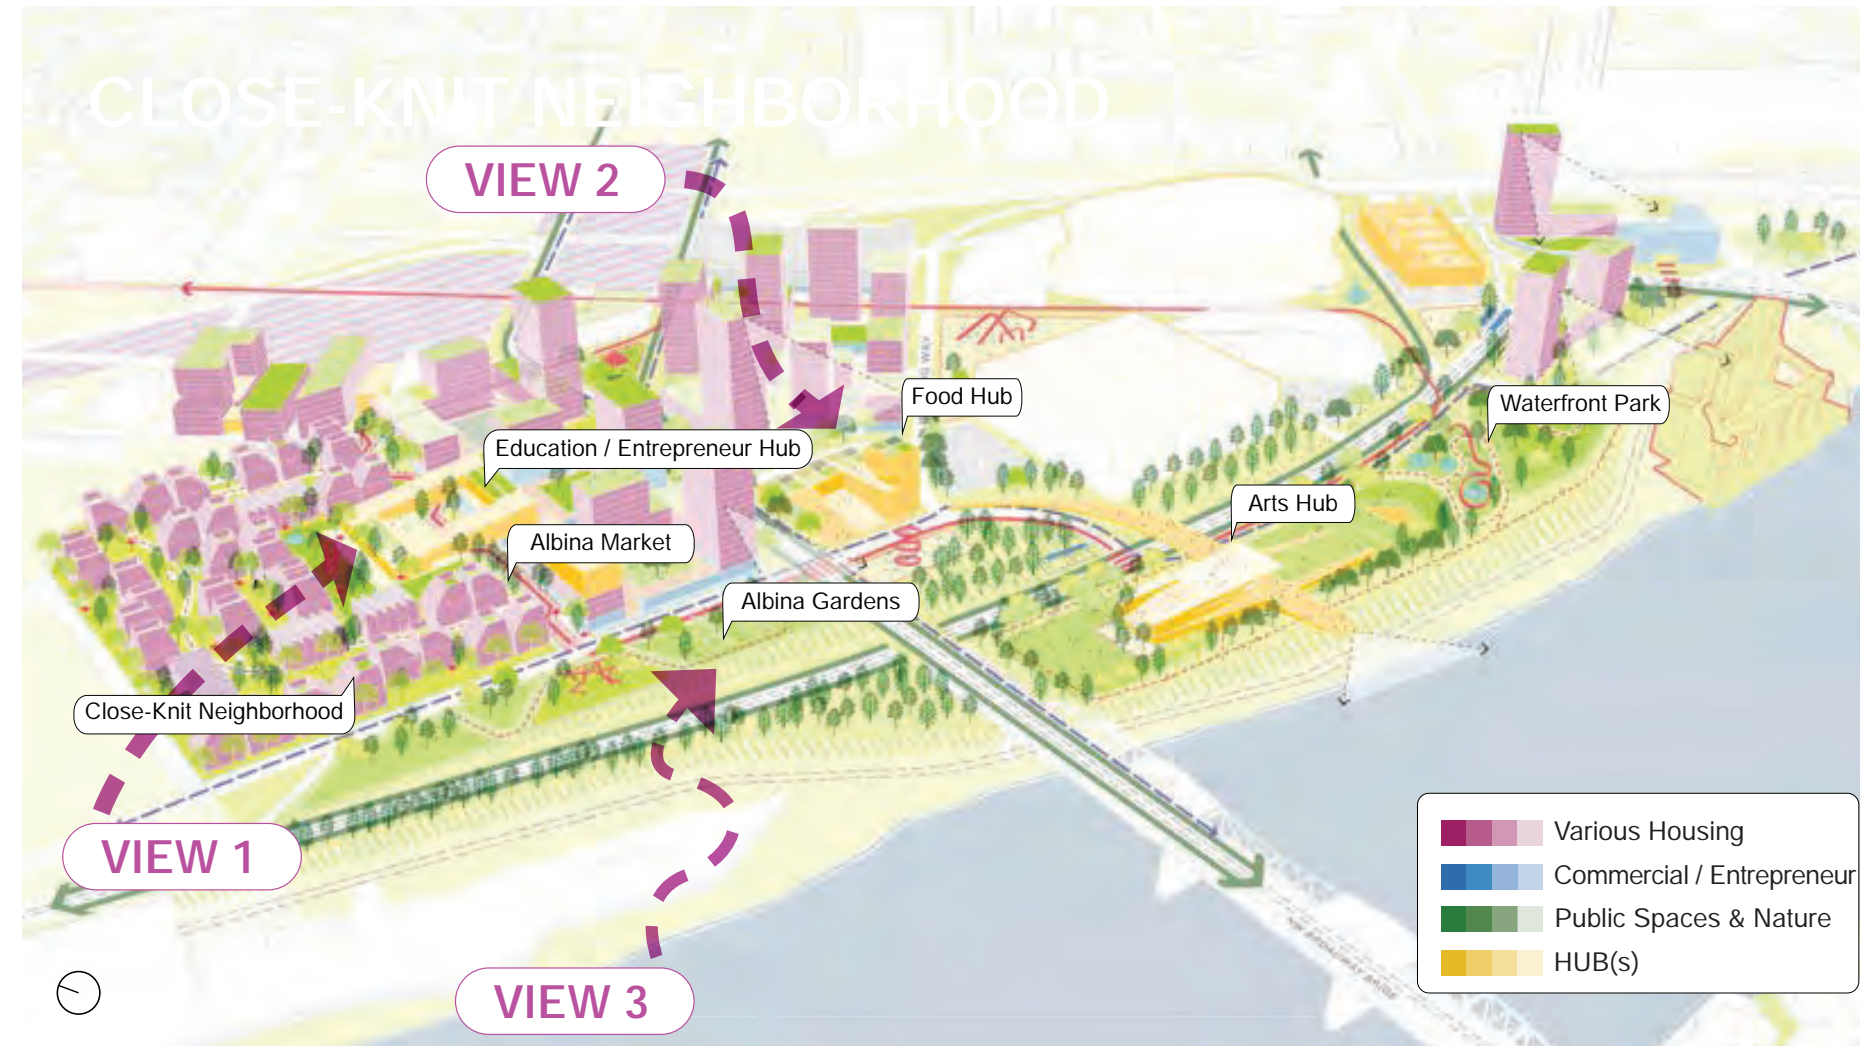 CLOSE-KNIT NEIGHBORHOOD
VIEW 2
Food Hub
Waterfront Park
Education / Entrepreneur Hub
Arts Hub
Albina Market
Albina Gardens
Close-Knit Neighborhood
VIEW 1
VIEW 3
Various Housing
Commercial / Entrepreneur
Public Spaces & Nature
HUB(s)